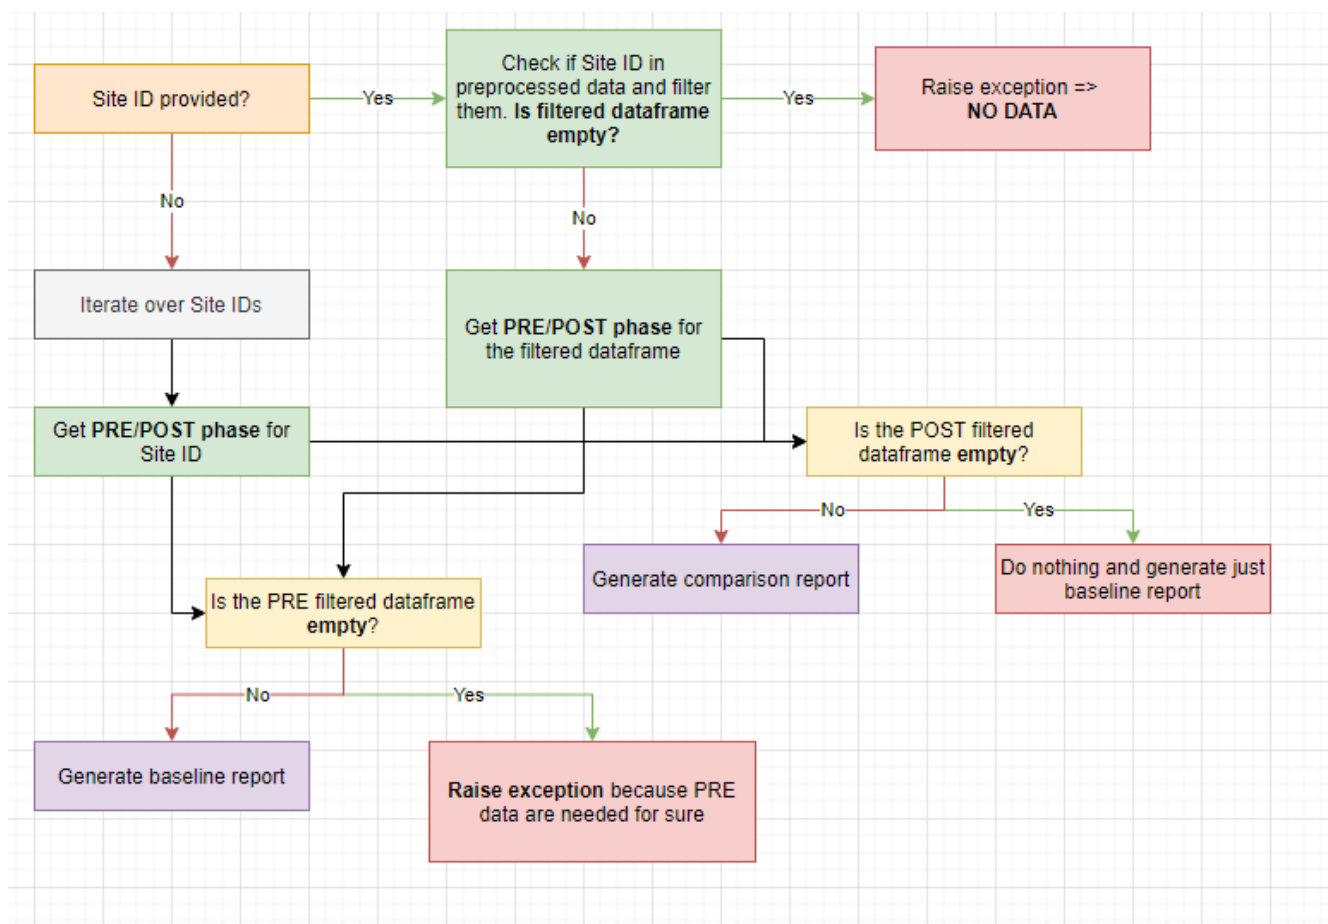 Site ID provided?
Yes
Check if Site ID in
preprocessed data and filter
them. Is filtered dataframe
empty?
Yes
Raise exception =>
NO DATA
No
No
Iterate over Site IDs
Get PRE/POST phase for
the filtered dataframe
Get PRE/POST phase for
Site ID
Is the POST filtered
dataframe empty?
No
Yes
Generate comparison report
Do nothing and generate just
baseline report
Is the PRE filtered dataframe
empty?
No
Yes
Generate baseline report
Raise exception because PRE
data are needed for sure